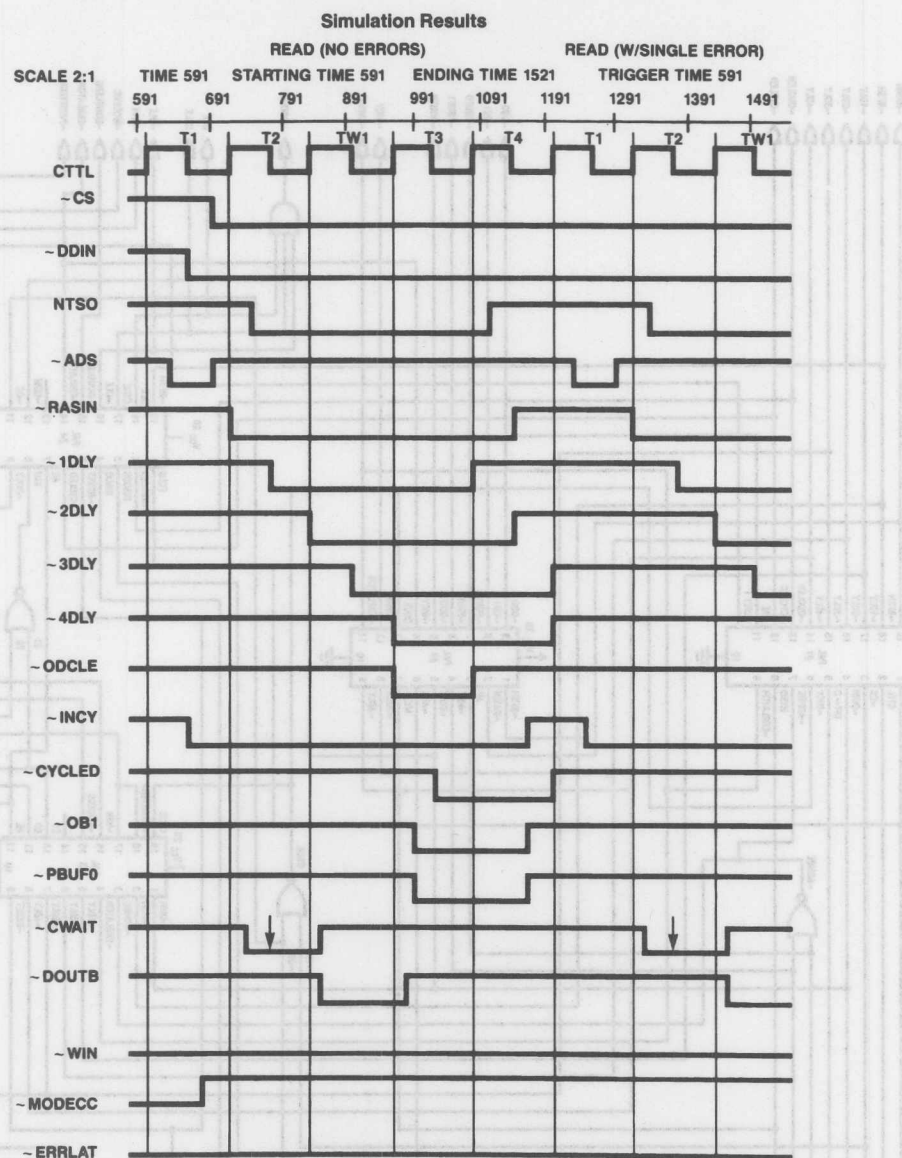 Simulation Results
READ (NO ERRORS) READ (W/SINGLE ERROR)
SCALE 2:1 TIME 591 STARTING TIME 591 ENDING TIME 1521 TRIGGER TIME 591
591 691 791 891 991 1091 1191 1291 1391 1491
T1 T2 TW1 T3 T4 T1 T2 TW1
CTTL
~CS
~DDIN
NTSO
~ADS
~RASIN
~1DLY
~2DLY
~3DLY
~4DLY
~ODCLE
~INCY
~CYCLED
~OB1
~PBUF0
~CWAIT
~DOUTB
~WIN
~MODECC
~ERRLAT